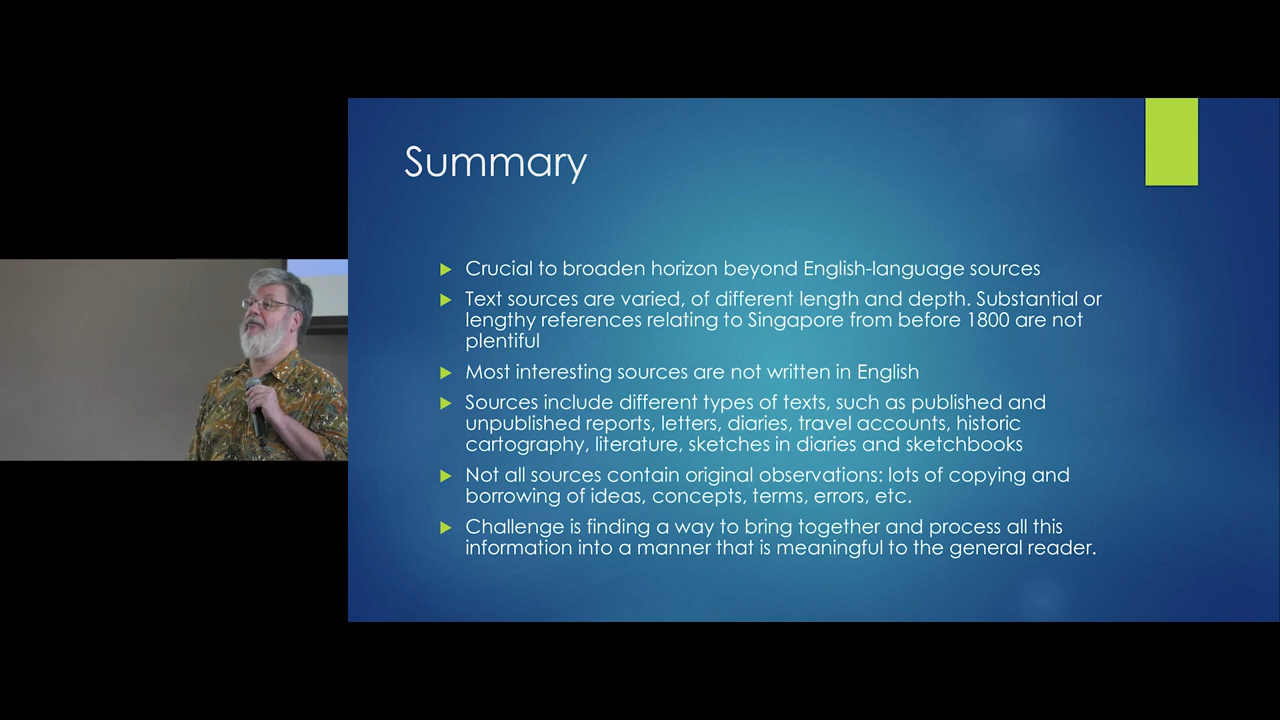 Summary
Crucial to broaden horizon beyond English-language sources
Text sources are varied, of different length and depth. Substantial or
lengthy references relating to Singapore from before 1800 are not
plentiful
Most interesting sources are not written in English
Sources include different types of texts, such as published and
unpublished reports, letters, diaries, travel accounts, historic
cartography, literature, sketches in diaries and sketchbooks
Not all sources contain original observations: lots of copying and
borrowing of ideas, concepts, terms, errors, etc.
Challenge is finding a way to bring together and process all this
information into a manner that is meaningful to the general reader.